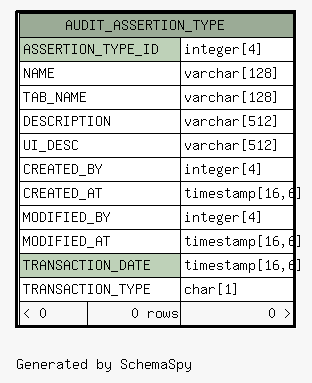 AUDIT_ASSERTION_TYPE
ASSERTION_TYPE_ID integer[4]
NAME varchar[128]
TAB_NAME varchar[128]
DESCRIPTION varchar[512]
UI_DESC varchar[512]
CREATED_BY integer[4]
CREATED_AT timestamp[16,6]
MODIFIED_BY integer[4]
MODIFIED_AT timestamp[16,6]
TRANSACTION_DATE timestamp[16,6]
TRANSACTION_TYPE char[1]
< 0 0 rows 0 >
Generated by SchemaSpy